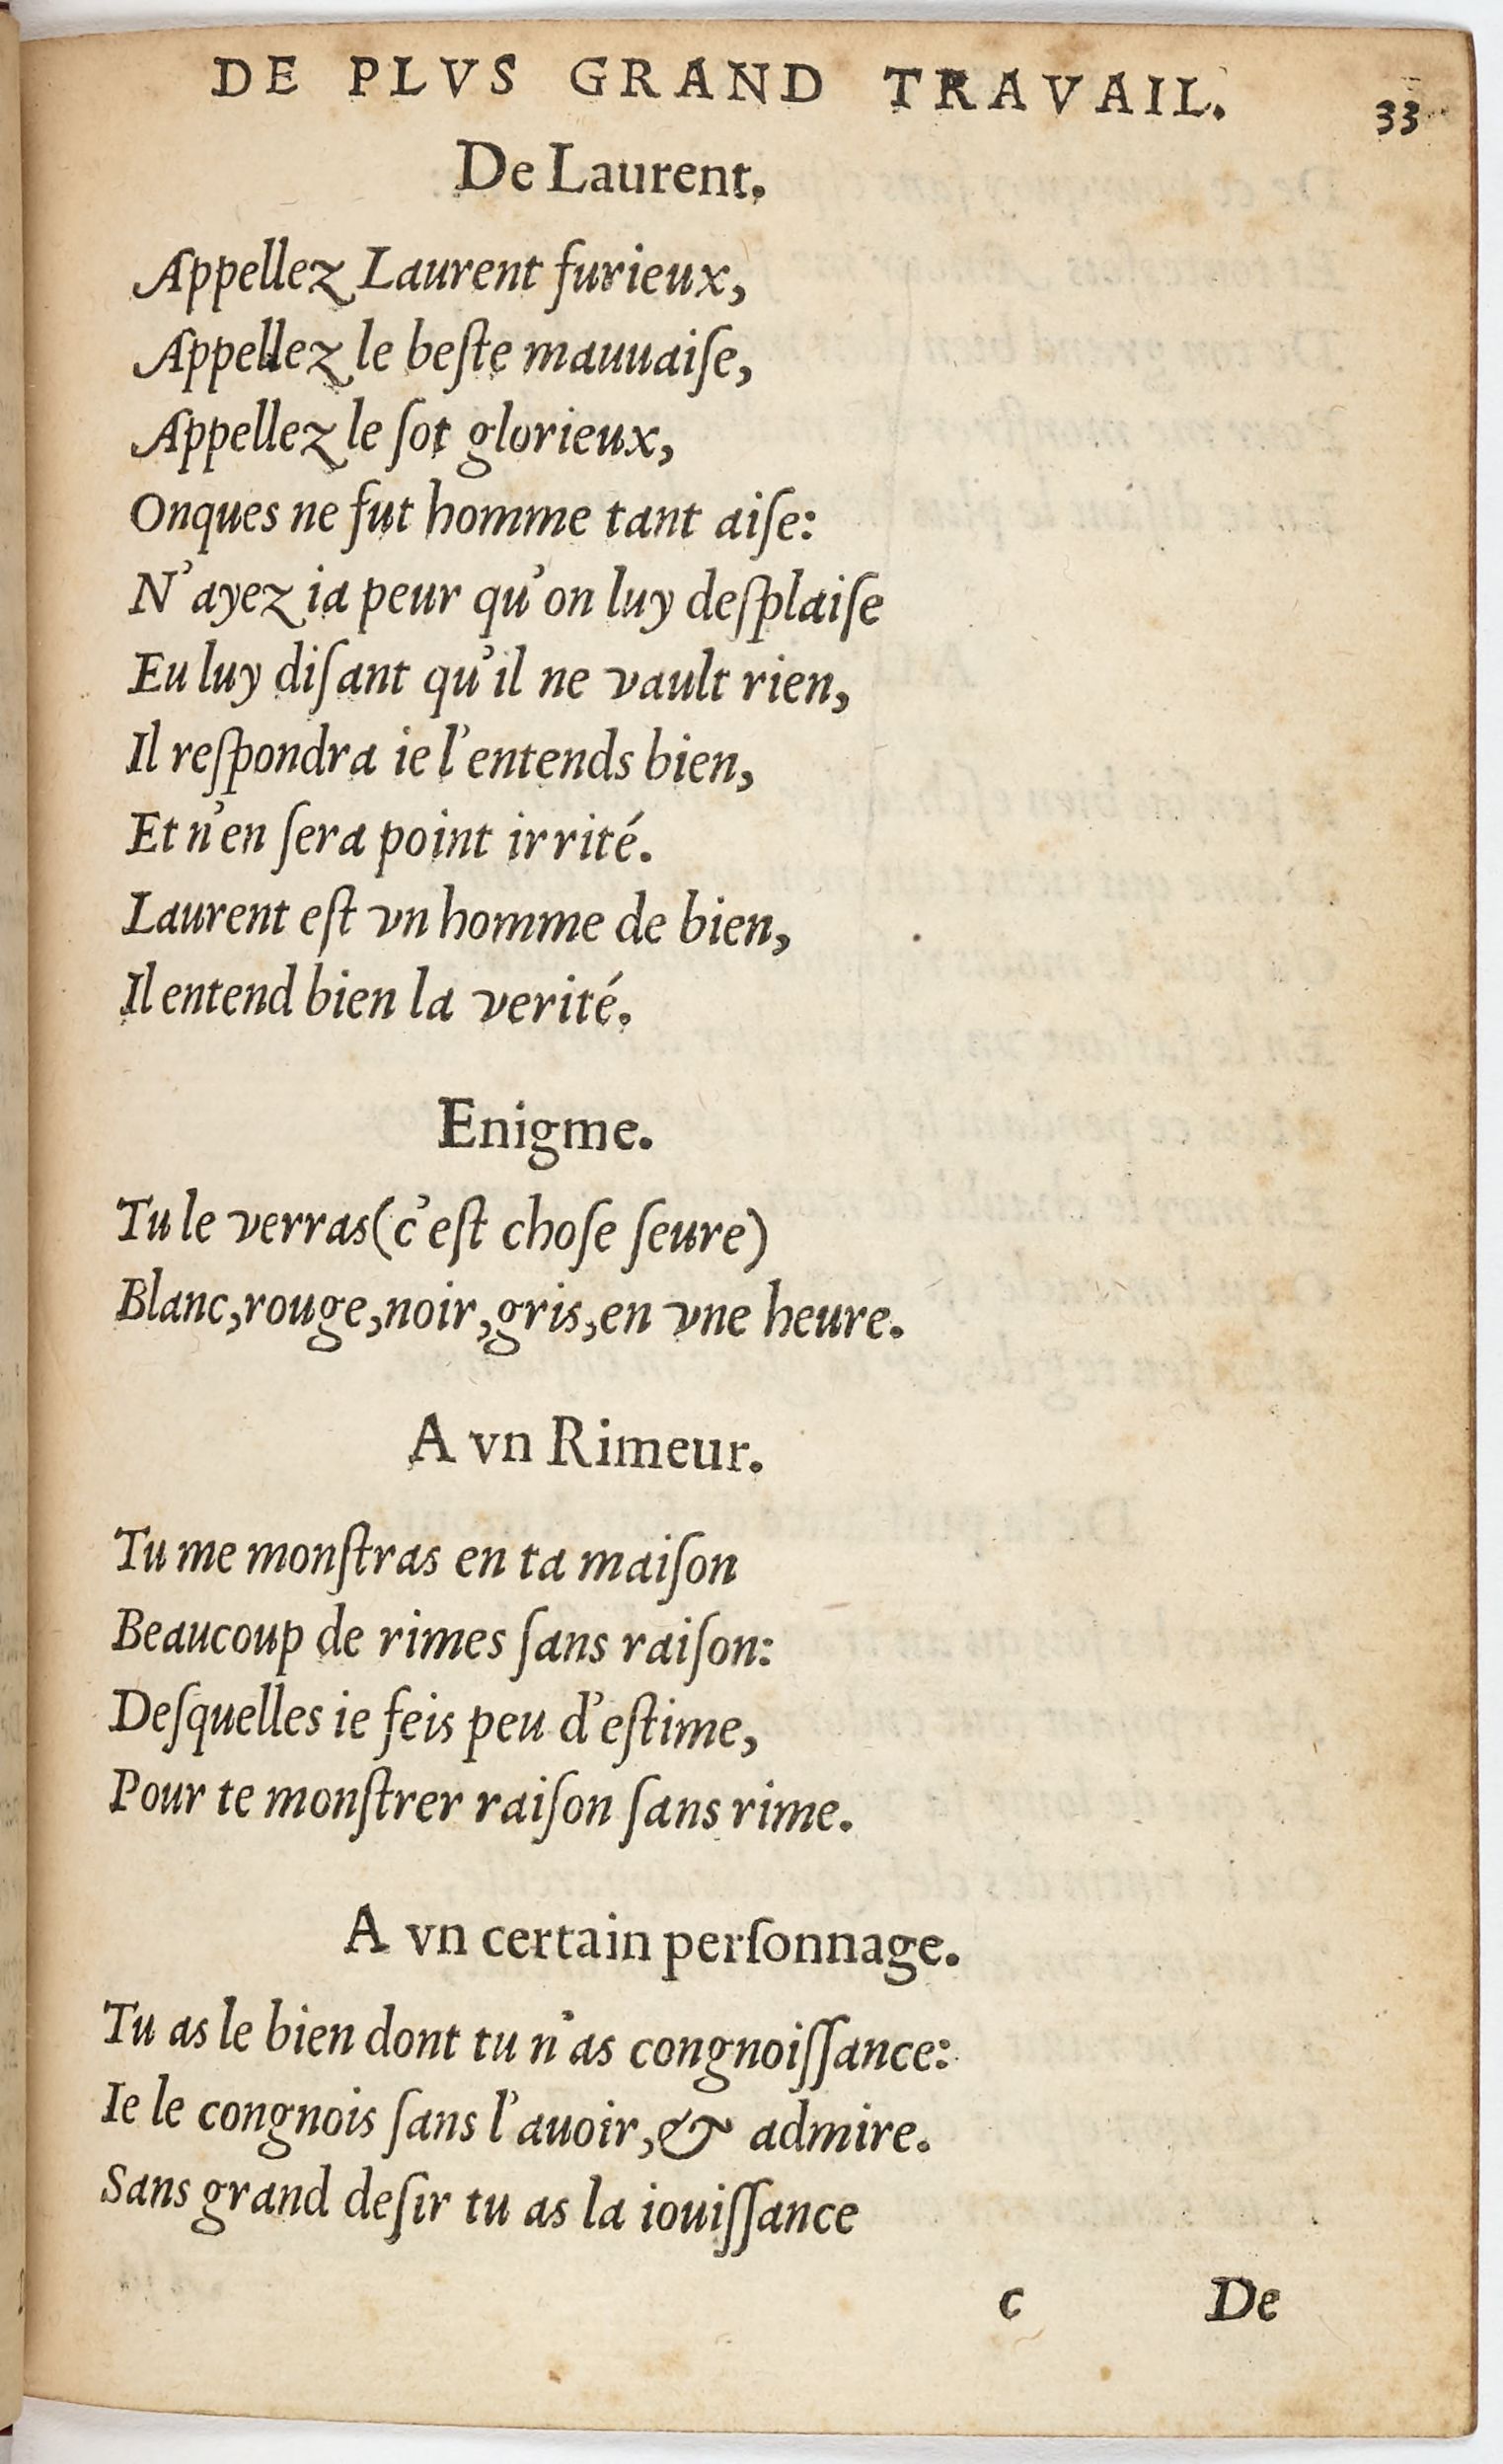 DE PLVS GRAND TRAVAIL. 33
De Laurent.
Appellez Laurent furieux,
Appellez le beſte mauuaiſe,
Appellez le ſot glorieux,
Onques ne fut homme tant aiſe:
N'ayez ia peur qu'on luy deſplaiſe
Eu luy diſant qu'il ne vault rien,
Il reſpondra ie l'entends bien,
Et n'en ſera point irrité.
Laurent eſt vn homme de bien,
Il entend bien la verité.
Enigme.
Tu le verras (c'eſt choſe ſeure)
Blanc, rouge, noir, gris, en vne heure.
A vn Rimeur.
Tu me monſtras en ta maiſon
Beaucoup de rimes ſans raiſon:
Deſquelles ie feis peu d'eſtime,
Pour te monſtrer raiſon ſans rime.
A vn certain perſonnage.
Tu as le bien dont tu n'as congnoiſſance:
Ie le congnois ſans l'auoir, & admire.
Sans grand deſir tu as la iouiſſance
c De